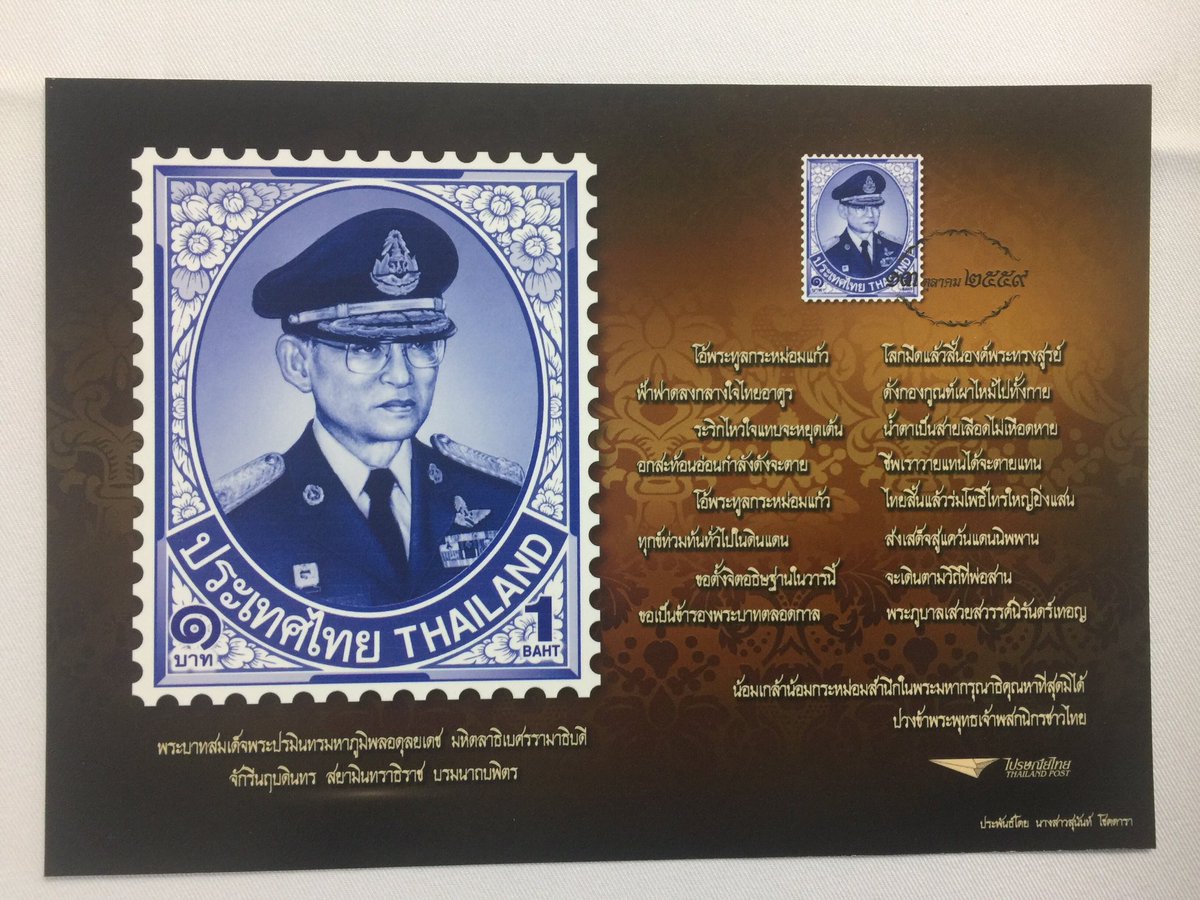 ประเทศไทย THAILAND
๑
บาท
1
BAHT
พระบาทสมเด็จพระปรมินทรมหาภูมิพลอดุลยเดช มหิตลาธิเบศรรามาธิบดี
จักรีนฤบดินทร สยามินทราธิราช บรมนาถบพิตร
ประเทศไทย THAILAND
๑
๑๓ ตุลาคม ๒๕๕๙
โอ้พระทูลกระหม่อมแก้ว โลกมืดแล้วสิ้นองค์พระทรงสุรีย์
ฟ้าฟาดลงกลางใจไทยอาดูร ดังกองกูณฑ์เผาไหม้ไปทั้งกาย
ระริกไหวใจแทบจะหยุดเต้น น้ำตาเป็นสายเลือดไม่เหือดหาย
อกสะท้อนอ่อนกำลังดังจะตาย ชีพเราวายแทนได้จะตายแทน
โอ้พระทูลกระหม่อมแก้ว ไทยสิ้นแล้วร่มโพธิ์ไทรใหญ่ยิ่งแสน
ทุกข์ท่วมท้นทั่วไปในดินแดน ส่งเสด็จสู่แคว้นแดนนิพพาน
ขอตั้งจิตอธิษฐานในวารนี้ จะเดินตามวิถีที่พ่อสาน
ขอเป็นข้ารองพระบาทตลอดกาล พระภูบาลเสวยสวรรค์นิรันดร์เทอญ
น้อมเกล้าน้อมกระหม่อมสำนึกในพระมหากรุณาธิคุณหาที่สุดมิได้
ปวงข้าพระพุทธเจ้าพสกนิกรชาวไทย
ไปรษณีย์ไทย
THAILAND POST
ประพันธ์โดย นางสาวสุนันท์ โชคดารา